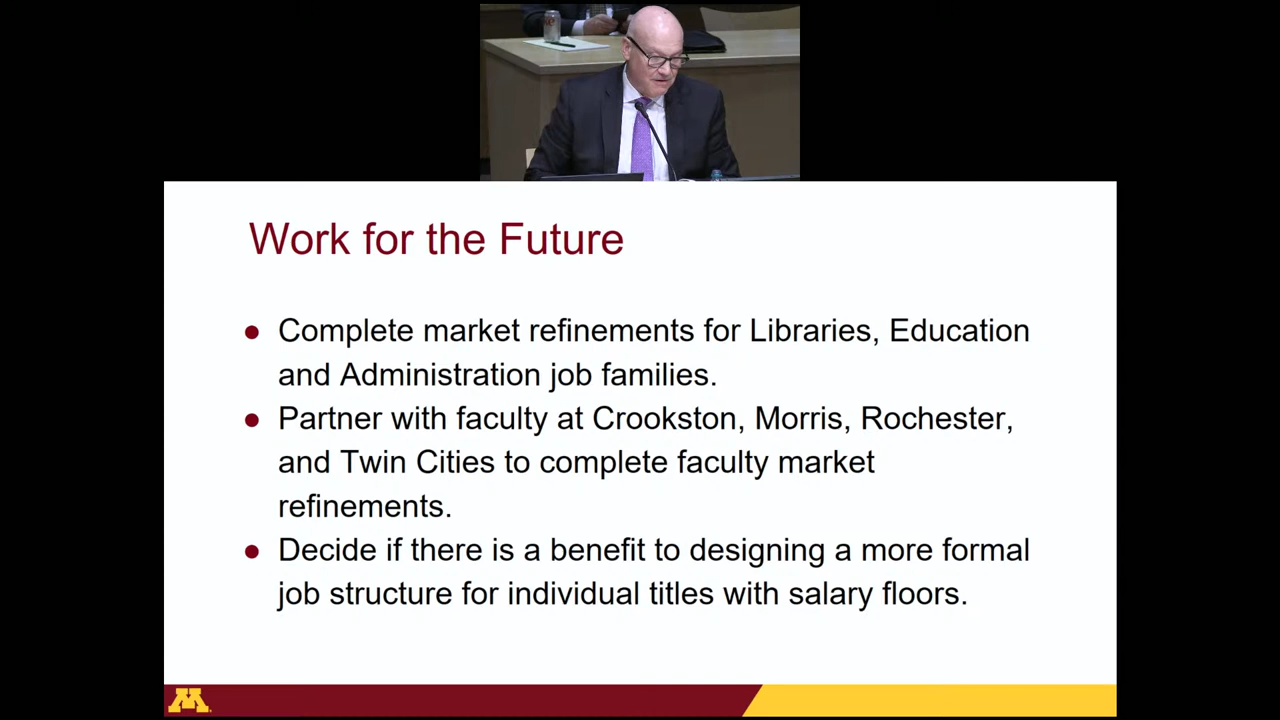 Work for the Future
● Complete market refinements for Libraries, Education
and Administration job families.
● Partner with faculty at Crookston, Morris, Rochester,
and Twin Cities to complete faculty market
refinements.
● Decide if there is a benefit to designing a more formal
job structure for individual titles with salary floors.
M